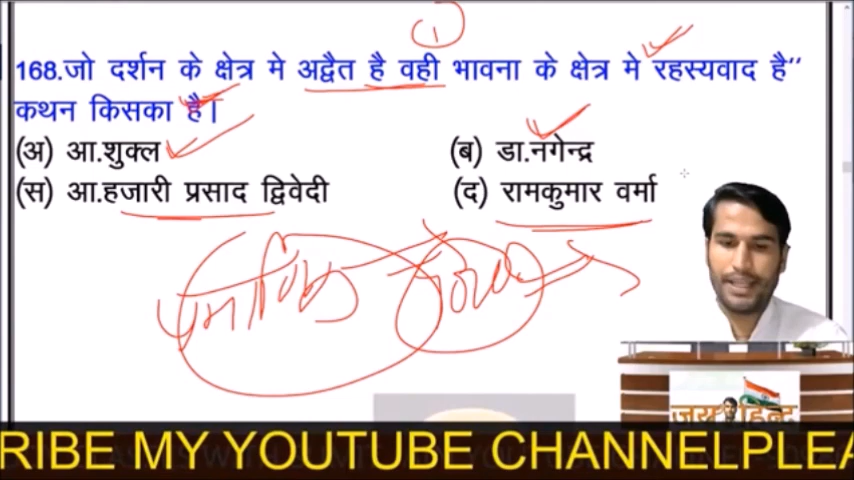 168.जो दर्शन के क्षेत्र मे अद्वैत है वही भावना के क्षेत्र मे रहस्यवाद है''
कथन किसका है।
(अ) आ.शुक्ल (ब) डा.नगेन्द्र
(स) आ.हजारी प्रसाद द्विवेदी (द) रामकुमार वर्मा
जय हिन्द
RIBE MY YOUTUBE CHANNELPLEA